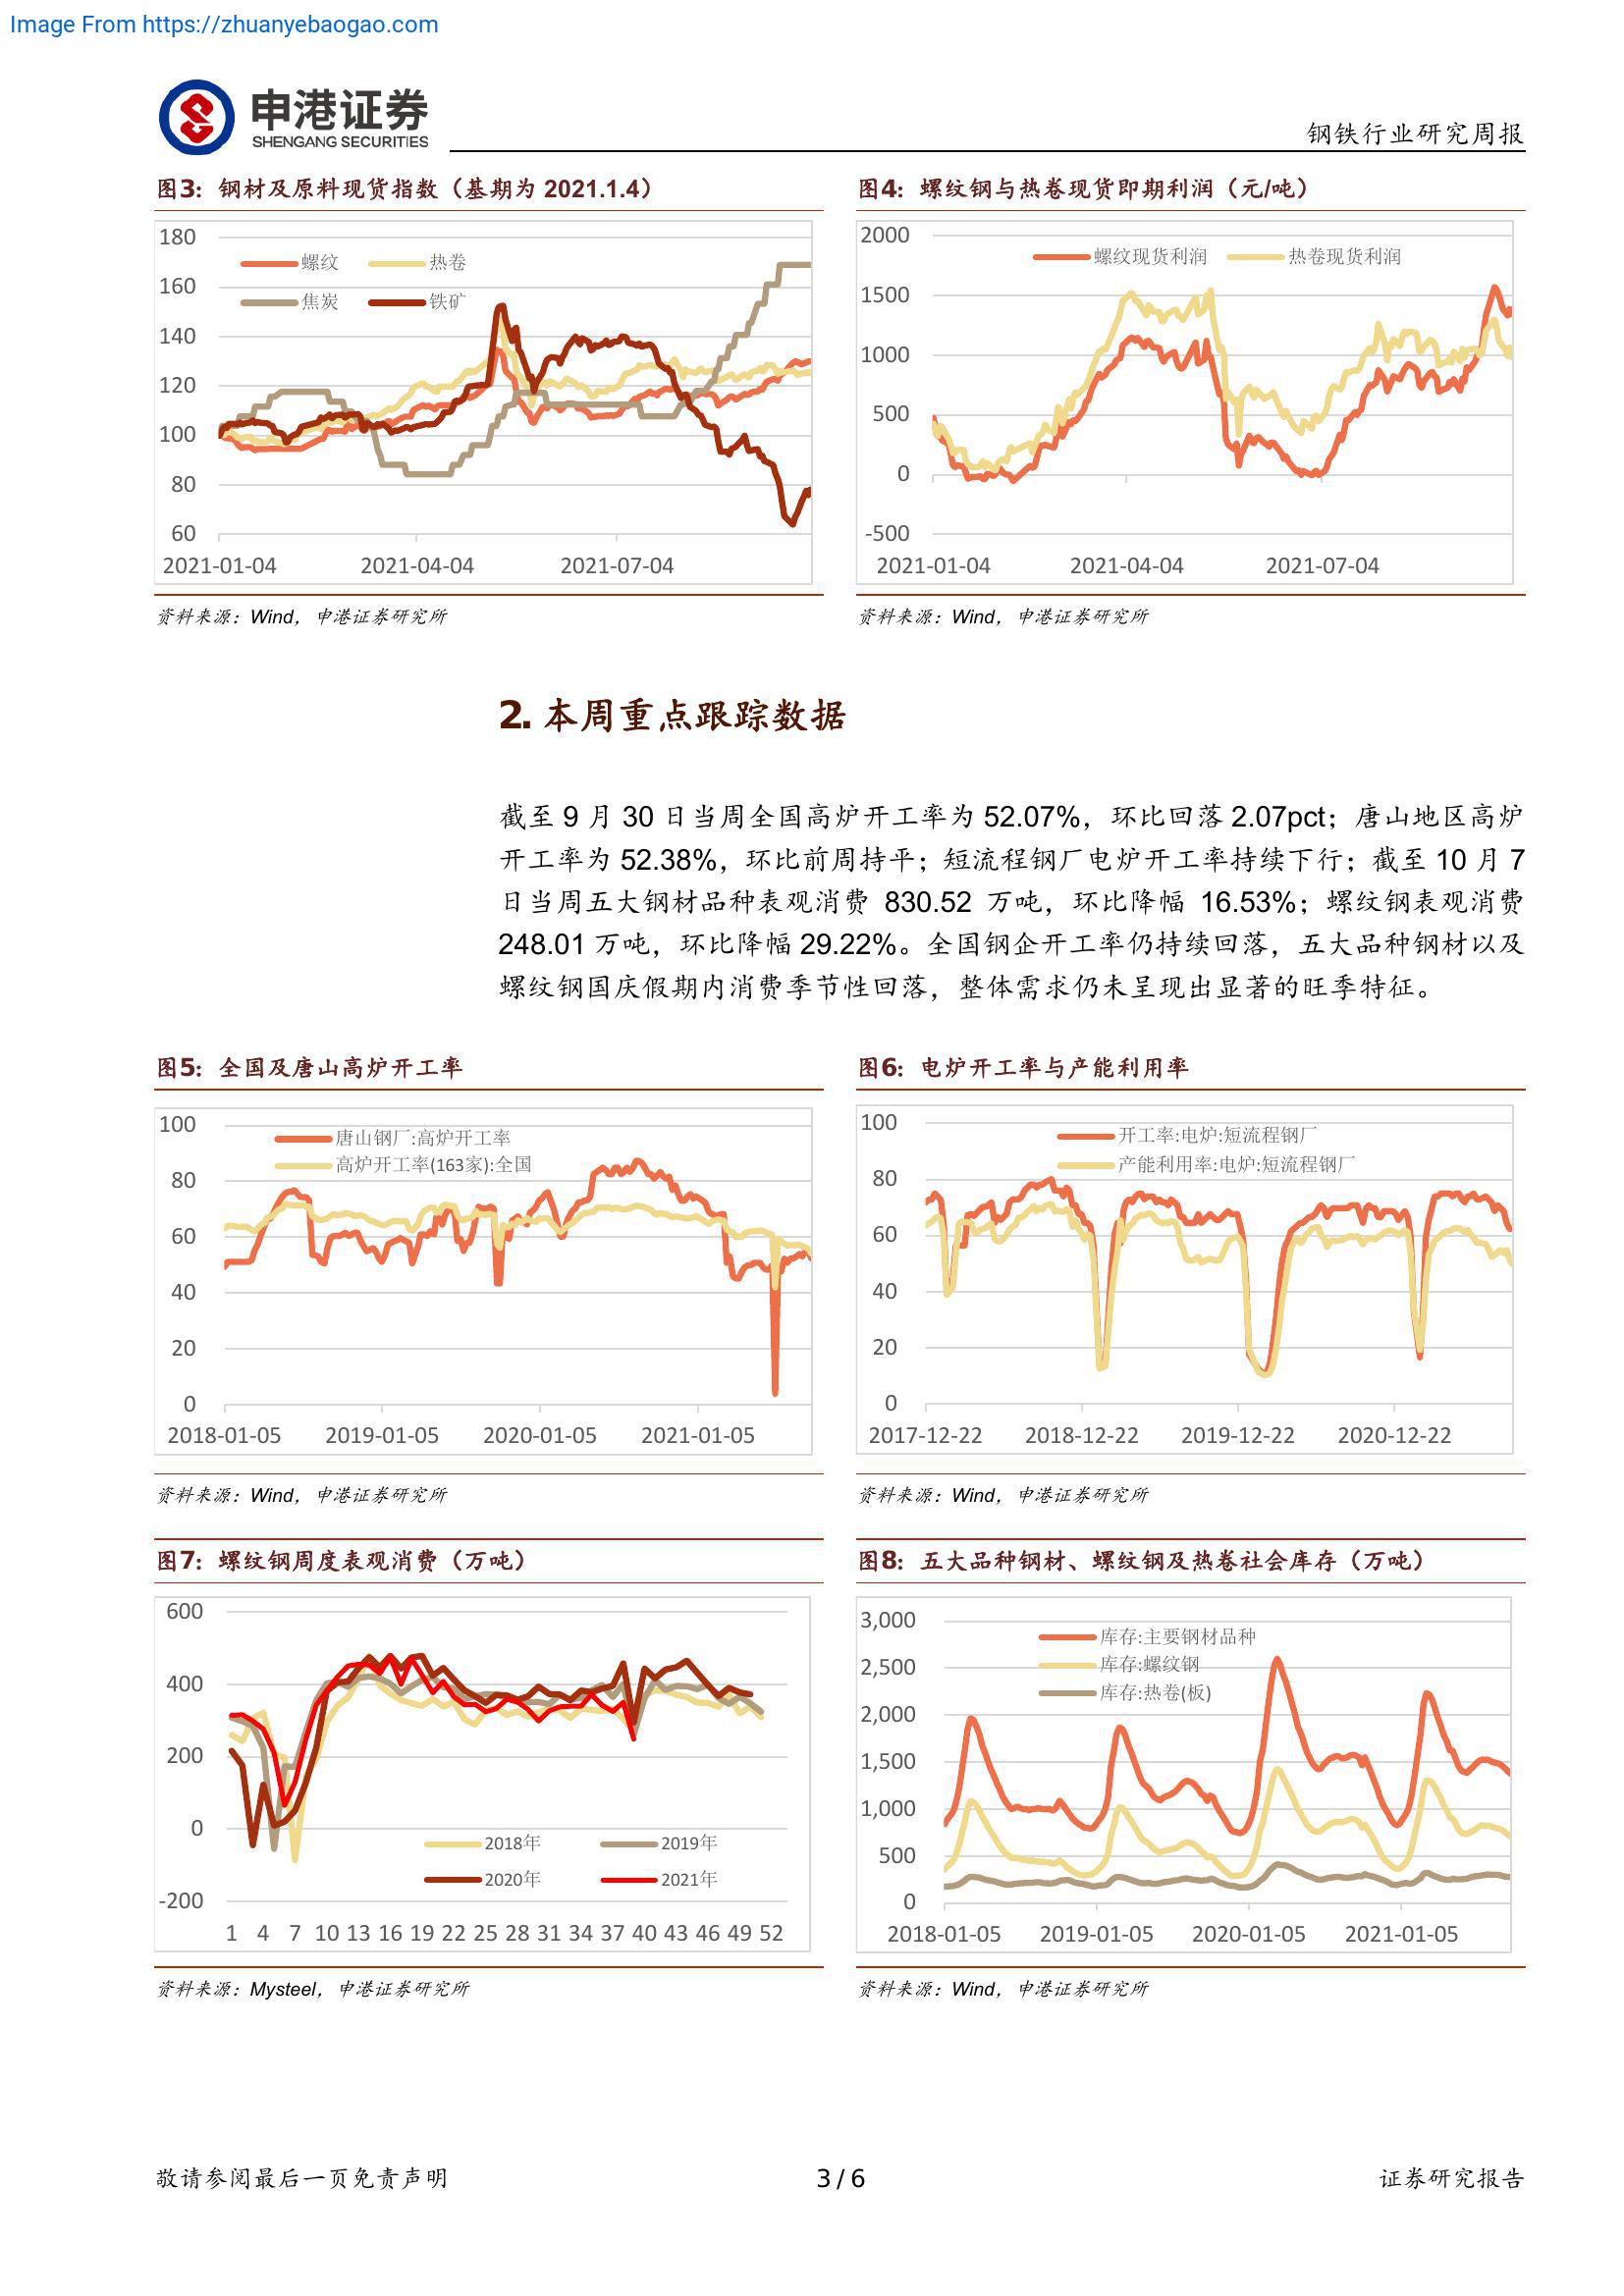 Image From https://zhuanyebaogao.com
申港证券
SHENGANG SECURITIES
钢铁行业研究周报
图3：钢材及原料现货指数（基期为 2021.1.4）
180
160
140
120
100
80
60
螺纹
热卷
焦炭
铁矿
2021-01-04
2021-04-04
2021-07-04
资料来源：Wind，申港证券研究所
图4：螺纹钢与热卷现货即期利润（元/吨）
2000
1500
1000
500
0
-500
螺纹现货利润
热卷现货利润
2021-01-04
2021-04-04
2021-07-04
资料来源：Wind，申港证券研究所
2. 本周重点跟踪数据
截至 9 月 30 日当周全国高炉开工率为 52.07%，环比回落 2.07pct；唐山地区高炉
开工率为 52.38%，环比前周持平；短流程钢厂电炉开工率持续下行；截至 10 月 7
日当周五大钢材品种表观消费 830.52 万吨，环比降幅 16.53%；螺纹钢表观消费
248.01 万吨，环比降幅 29.22%。全国钢企开工率仍持续回落，五大品种钢材以及
螺纹钢国庆假期内消费季节性回落，整体需求仍未呈现出显著的旺季特征。
图5：全国及唐山高炉开工率
100
80
60
40
20
0
唐山钢厂:高炉开工率
高炉开工率(163家):全国
2018-01-05
2019-01-05
2020-01-05
2021-01-05
资料来源：Wind，申港证券研究所
图6：电炉开工率与产能利用率
100
80
60
40
20
0
开工率:电炉:短流程钢厂
产能利用率:电炉:短流程钢厂
2017-12-22
2018-12-22
2019-12-22
2020-12-22
资料来源：Wind，申港证券研究所
图7：螺纹钢周度表观消费（万吨）
600
400
200
0
-200
2018年
2019年
2020年
2021年
1 4 7 10 13 16 19 22 25 28 31 34 37 40 43 46 49 52
资料来源：Mysteel，申港证券研究所
图8：五大品种钢材、螺纹钢及热卷社会库存（万吨）
3,000
2,500
2,000
1,500
1,000
500
0
库存:主要钢材品种
库存:螺纹钢
库存:热卷(板)
2018-01-05
2019-01-05
2020-01-05
2021-01-05
资料来源：Wind，申港证券研究所
敬请参阅最后一页免责声明
3 / 6
证券研究报告